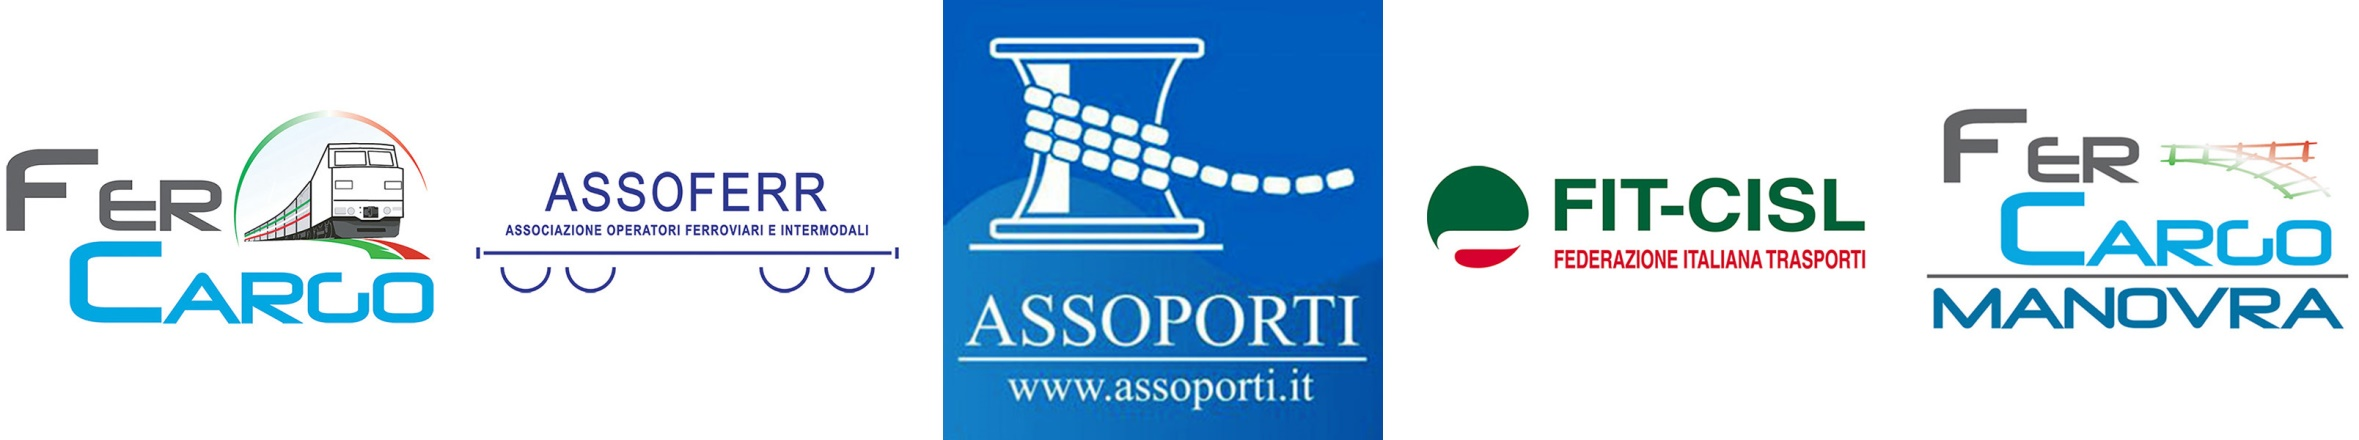 FER
CARGO
ASSOFERR
ASSOCIAZIONE OPERATORI FERROVIARI E INTERMODALI
ASSOPORTI
www.assoporti.it
FIT-CISL
FEDERAZIONE ITALIANA TRASPORTI
FER
CARGO
MANOVRA